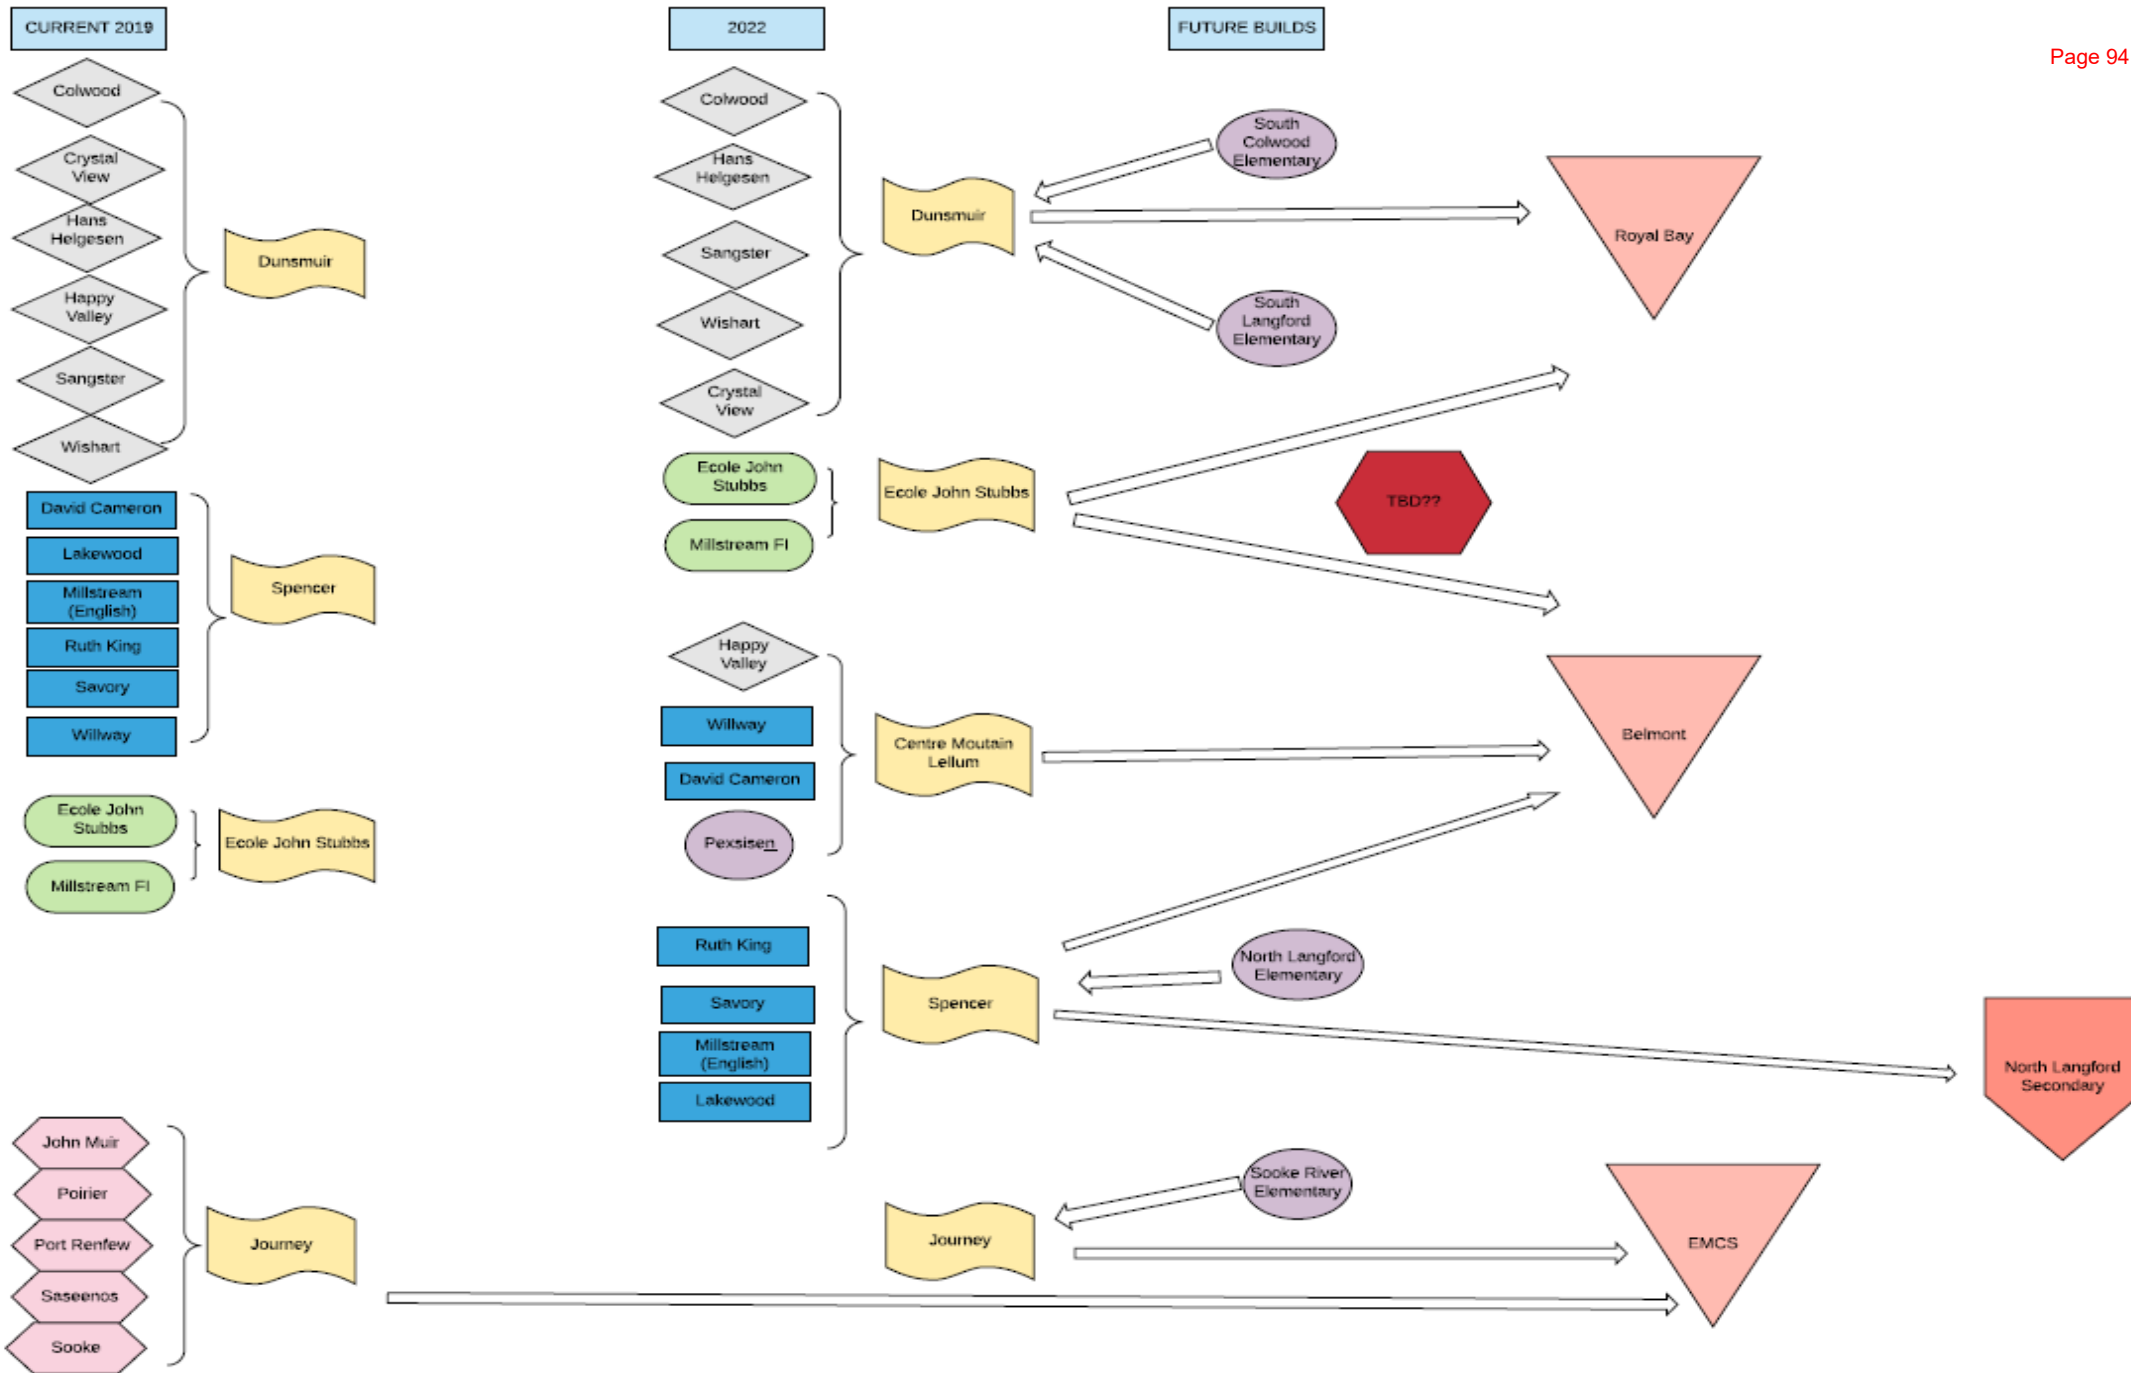 CURRENT 2019
2022
FUTURE BUILDS
Page 94
Colwood
Crystal
View
Hans
Helgesen
Happy
Valley
Sangster
Wishart
Dunsmuir
David Cameron
Lakewood
Millstream
(English)
Ruth King
Savory
Willway
Spencer
Ecole John
Stubbs
Millstream FI
Ecole John Stubbs
John Muir
Poirier
Port Renfew
Saseenos
Sooke
Journey
Colwood
Hans
Helgesen
Sangster
Wishart
Crystal
View
Dunsmuir
Ecole John
Stubbs
Millstream FI
Ecole John Stubbs
Happy
Valley
Willway
David Cameron
Pexsisen
Centre Moutain
Lellum
Ruth King
Savory
Millstream
(English)
Lakewood
Spencer
Journey
South
Colwood
Elementary
South
Langford
Elementary
TBD??
North Langford
Elementary
Sooke River
Elementary
Royal Bay
Belmont
North Langford
Secondary
EMCS